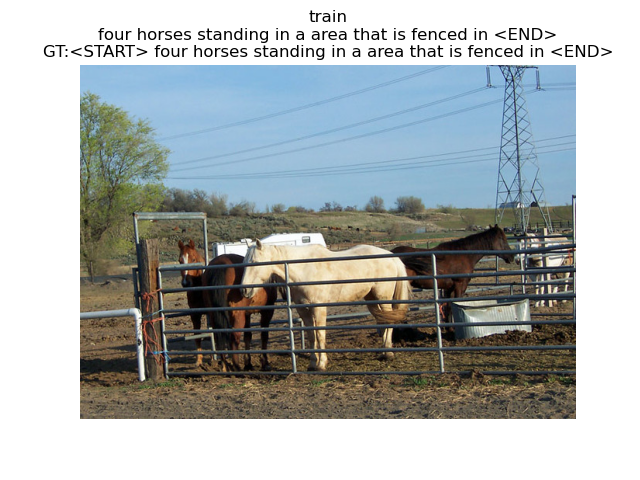 train
four horses standing in a area that is fenced in <END>
GT:<START> four horses standing in a area that is fenced in <END>